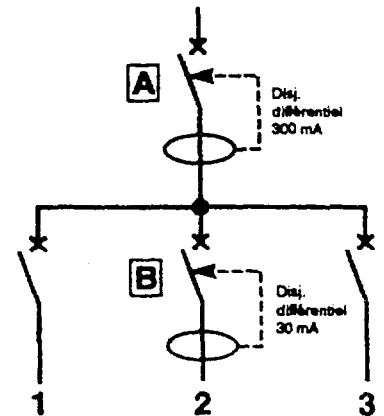 A
Disj.
différentiel
300 mA
B
Disj.
différentiel
30 mA
1
2
3